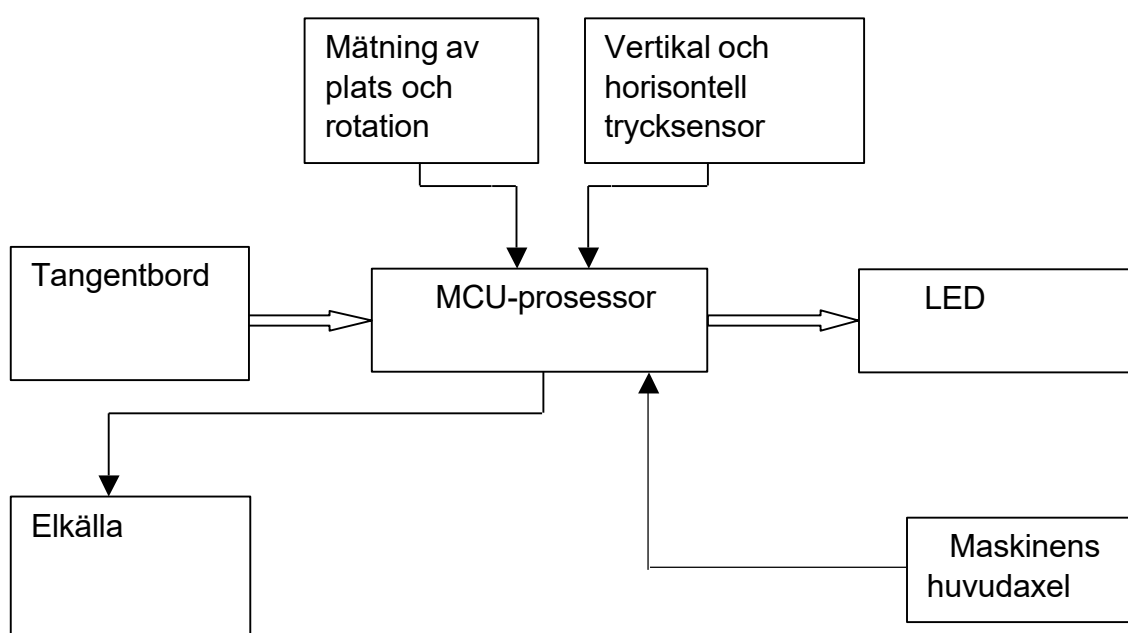 Mätning av
plats och
rotation
Vertikal och
horisontell
trycksensor
Tangentbord
MCU-prosessor
LED
Elkälla
Maskinens
huvudaxel